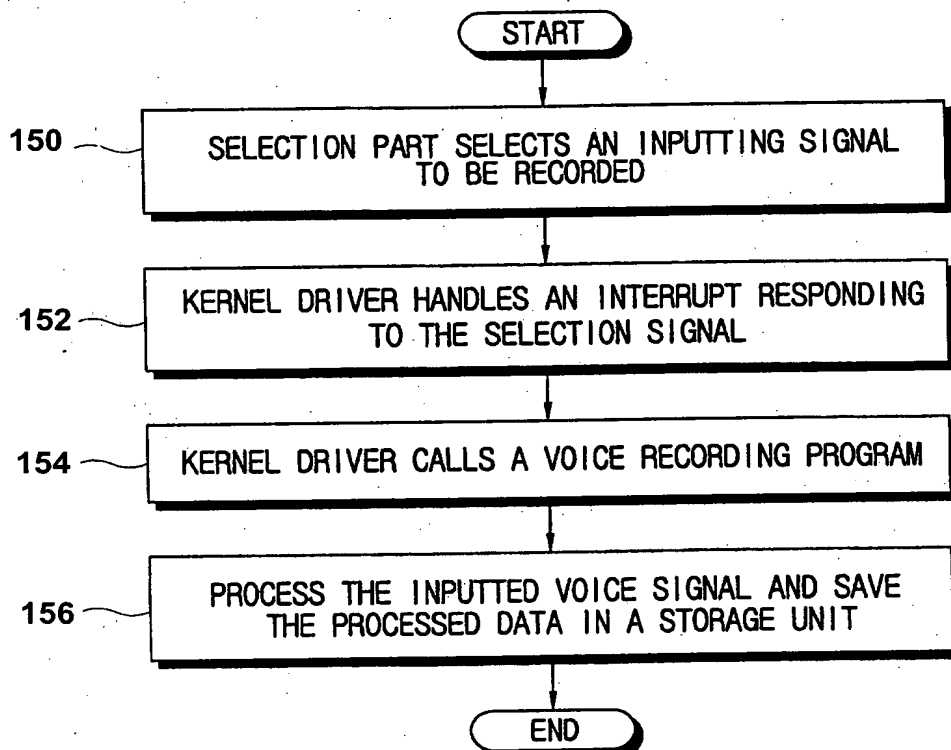 START
150
SELECTION PART SELECTS AN INPUTTING SIGNAL
TO BE RECORDED
152
KERNEL DRIVER HANDLES AN INTERRUPT RESPONDING
TO THE SELECTION SIGNAL
154
KERNEL DRIVER CALLS A VOICE RECORDING PROGRAM
156
PROCESS THE INPUTTED VOICE SIGNAL AND SAVE
THE PROCESSED DATA IN A STORAGE UNIT
END